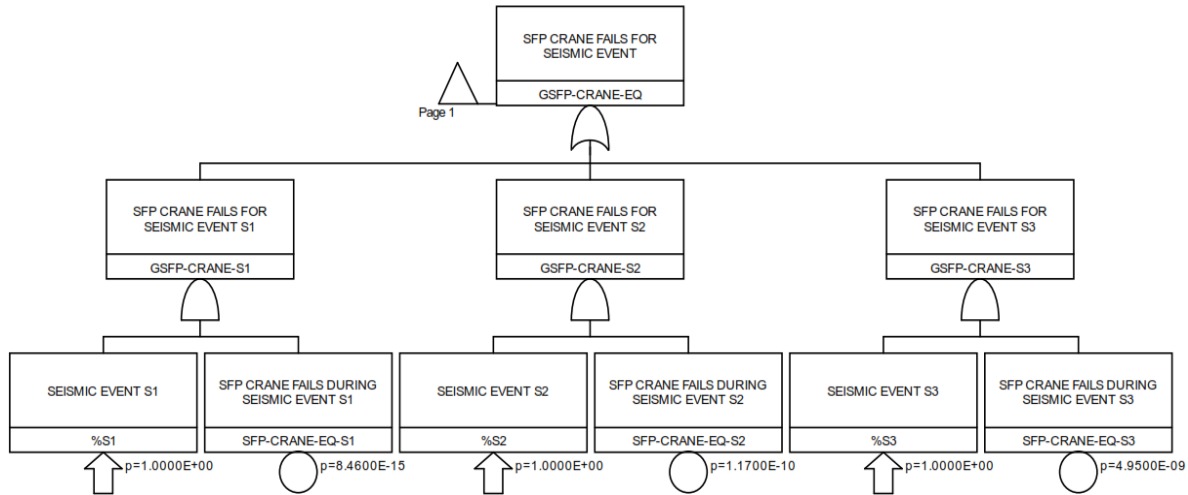 SFP CRANE FAILS FOR
SEISMIC EVENT
GSFP-CRANE-EQ
Page 1
SFP CRANE FAILS FOR
SEISMIC EVENT S1
GSFP-CRANE-S1
SFP CRANE FAILS FOR
SEISMIC EVENT S2
GSFP-CRANE-S2
SFP CRANE FAILS FOR
SEISMIC EVENT S3
GSFP-CRANE-S3
SEISMIC EVENT S1
%S1
p=1.0000E+00
SFP CRANE FAILS DURING
SEISMIC EVENT
S1
SFP-CRANE-EQ-S1
p=8.4600E-15
SEISMIC EVENT S2
%S2
p=1.0000E+00
SFP CRANE FAILS DURING
SEISMIC EVENT
S2
SFP-CRANE-EQ-S2
p=1.1700E-10
SEISMIC EVENT S3
%S3
p=1.0000E+00
SFP CRANE FAILS DURING
SEISMIC EVENT
S3
SFP-CRANE-EQ-S3
p=4.9500E-09